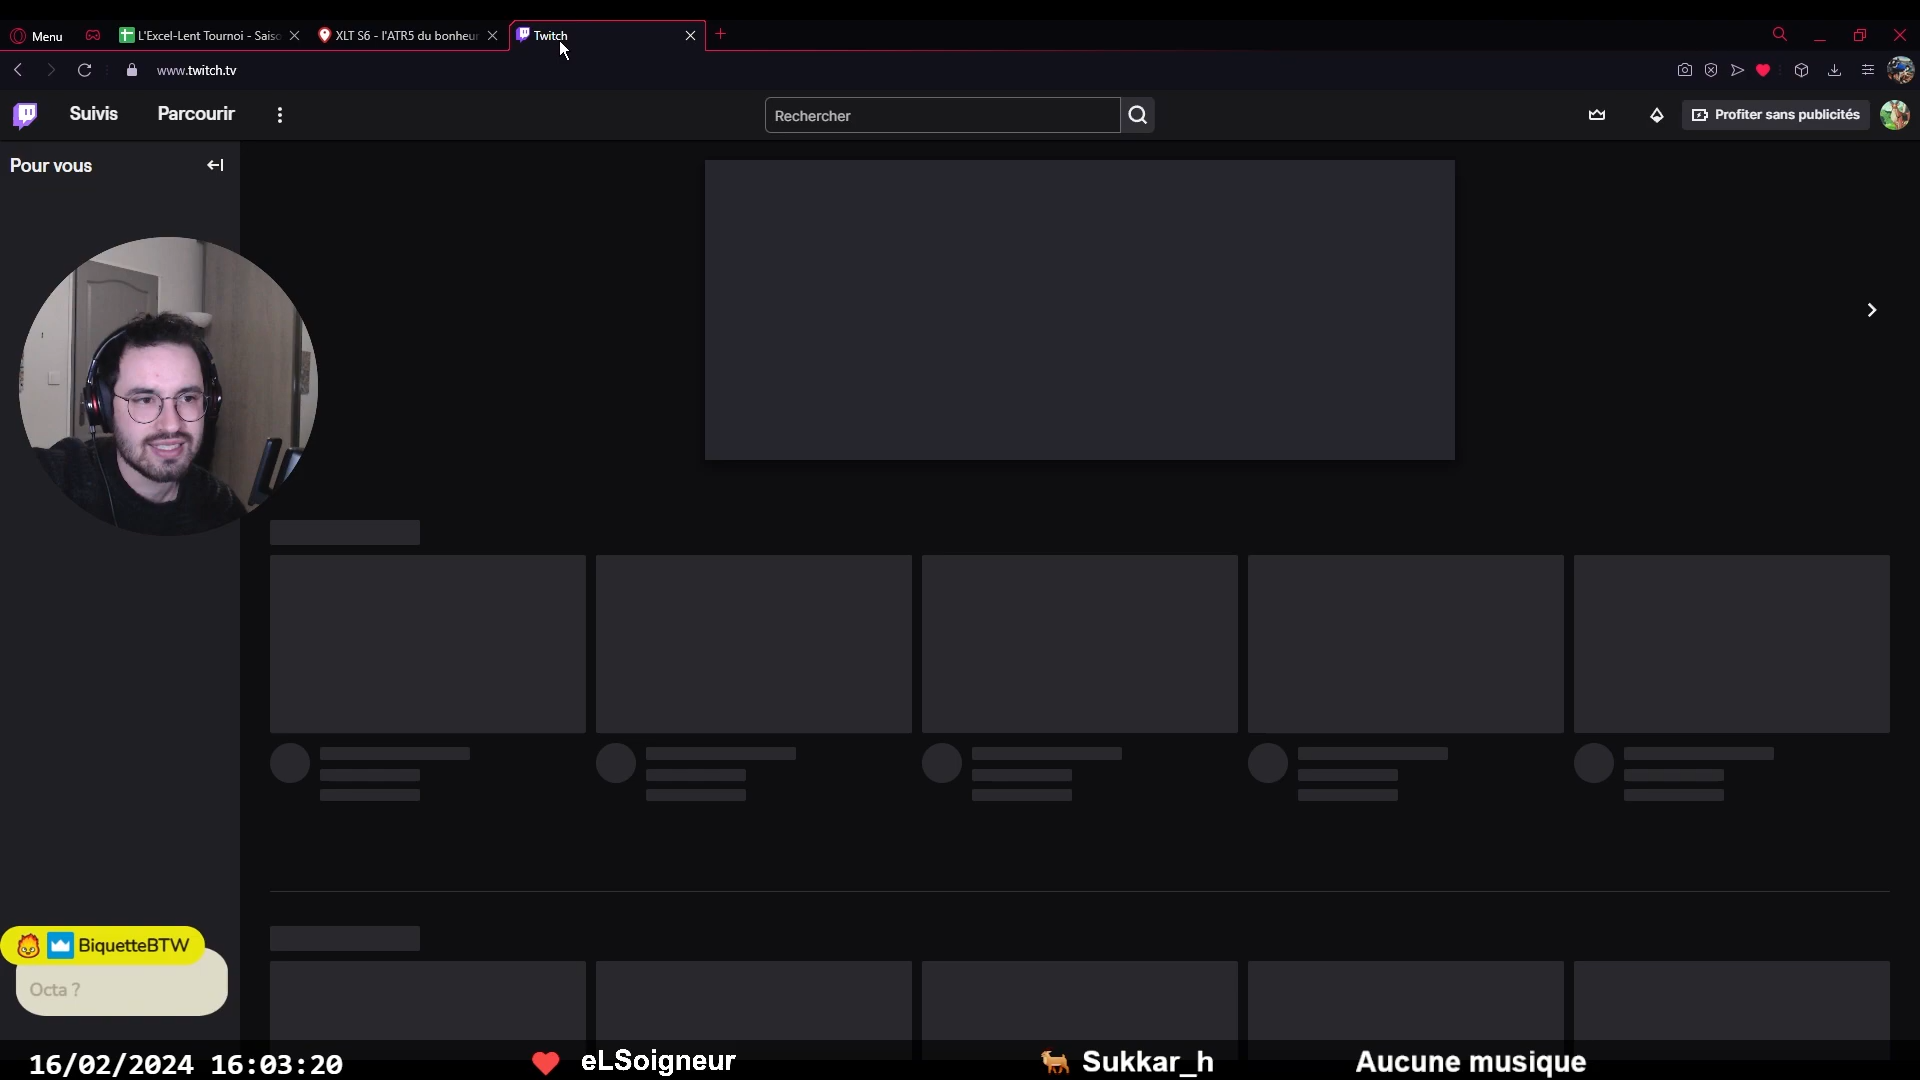 Menu
L'Excel-Lent Tournoi - Saiso
XLT S6 - l'ATR5 du bonheur
Twitch
www.twitch.tv
Suivis
Parcourir
Rechercher
Profiter sans publicités
Pour vous
BiquetteBTW
Octa ?
16/02/2024 16:03:20
eLSoigneur
Sukkar_h
Aucune musique